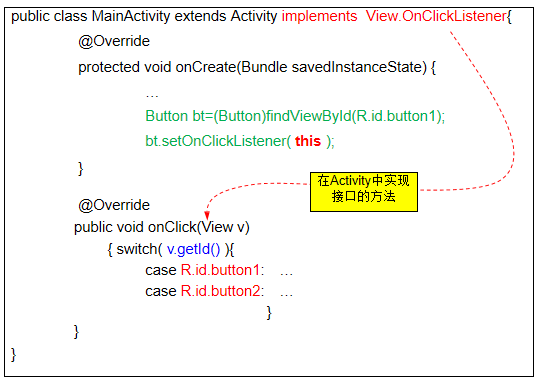 public class MainActivity extends Activity implements View.OnClickListener{
@Override
protected void onCreate(Bundle savedInstanceState) {
…
Button bt=(Button)findViewById(R.id.button1);
bt.setOnClickListener( this );
}
在Activity中实现
接口的方法
@Override
public void onClick(View v)
{ switch( v.getId() ){
case R.id.button1: …
case R.id.button2: …
}
}
}